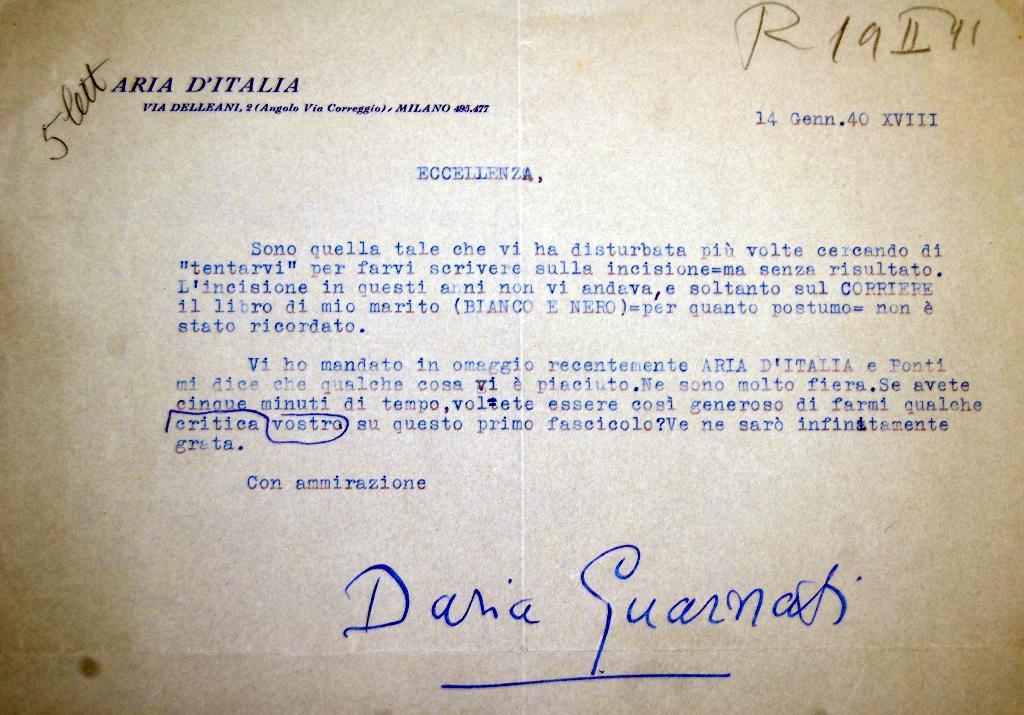 R 19 II 41
5 lett
ARIA D'ITALIA
VIA DELLEANI, 2 (Angolo Via Correggio), MILANO 495.477
14 Genn.40 XVIII
ECCELLENZA,
Sono quella tale che vi ha disturbata più volte cercando di
"tentarvi" per farvi scrivere sulla incisione=ma senza risultato.
L'incisione in questi anni non vi andava,e soltanto sul CORRIERE
il libro di mio marito (BIANCO E NERO)=per quanto postumo= non è
stato ricordato.
Vi ho mandato in omaggio recentemente ARIA D'ITALIA e Ponti
mi dice che qualche cosa vi è piaciuto.Ne sono molto fiera.Se avete
cinque minuti di tempo,voltete essere così generoso di farmi qualche
critica vostra su questo primo fascicolo?Ve ne sarò infinitamente
grata.
Con ammirazione
Daria Guarnati